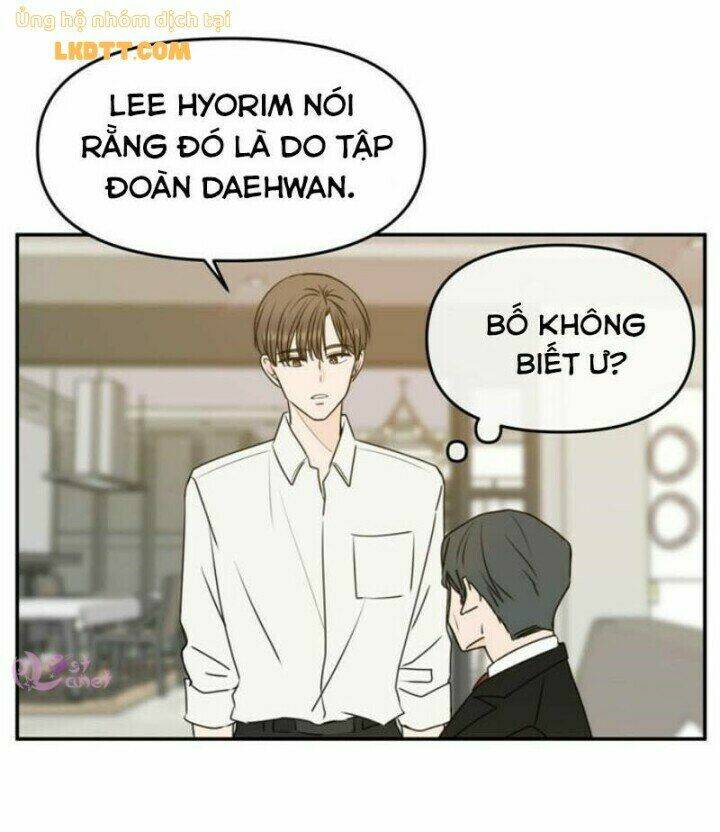 Ủng hộ nhóm dịch tại
LKDTT.COM
LEE HYORIM NÓI
RẰNG ĐÓ LÀ DO TẬP
ĐOÀN DAEHWAN.
BỐ KHÔNG
BIẾT Ư?